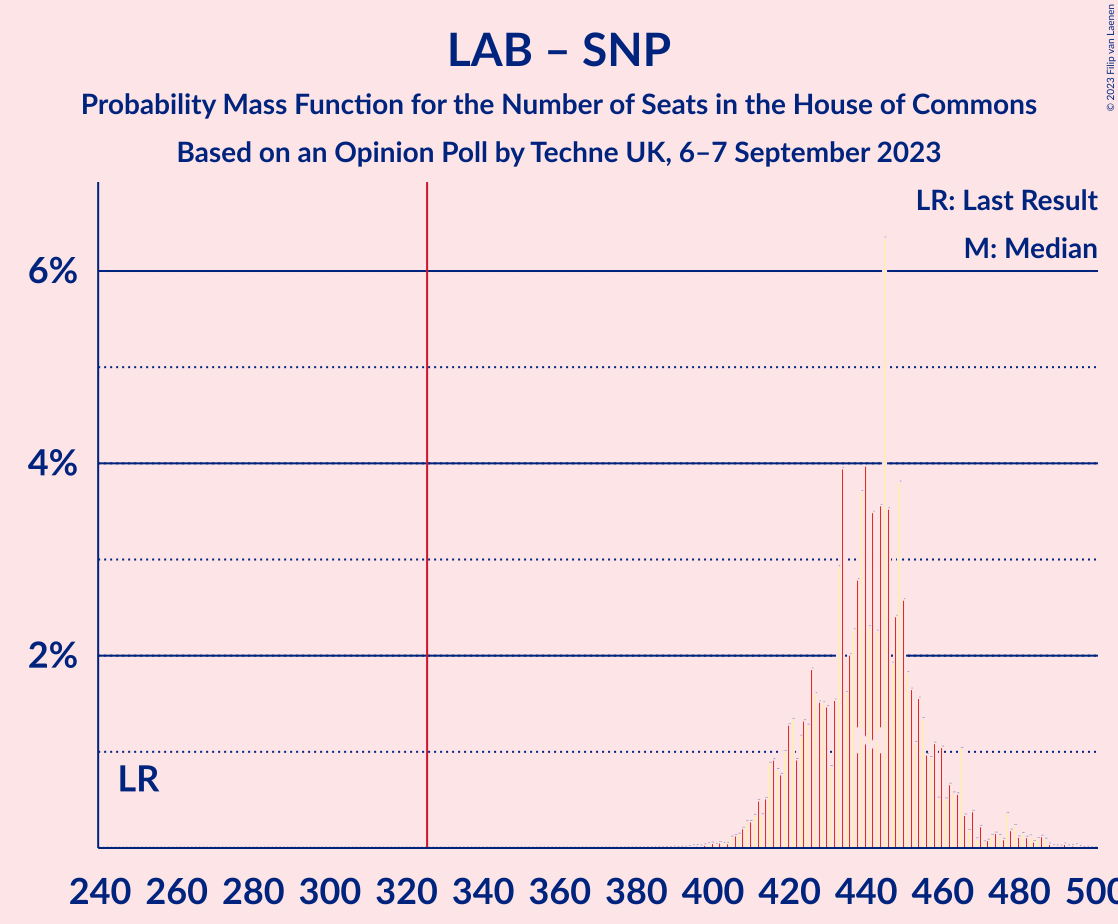 LAB – SNP
Probability Mass Function for the Number of Seats in the House of Commons
Based on an Opinion Poll by Techne UK, 6–7 September 2023
© 2023 Filip van Laenen
LR: Last Result
M: Median
6%
4%
2%
LR
240 260 280 300 320 340 360 380 400 420 440 460 480 500